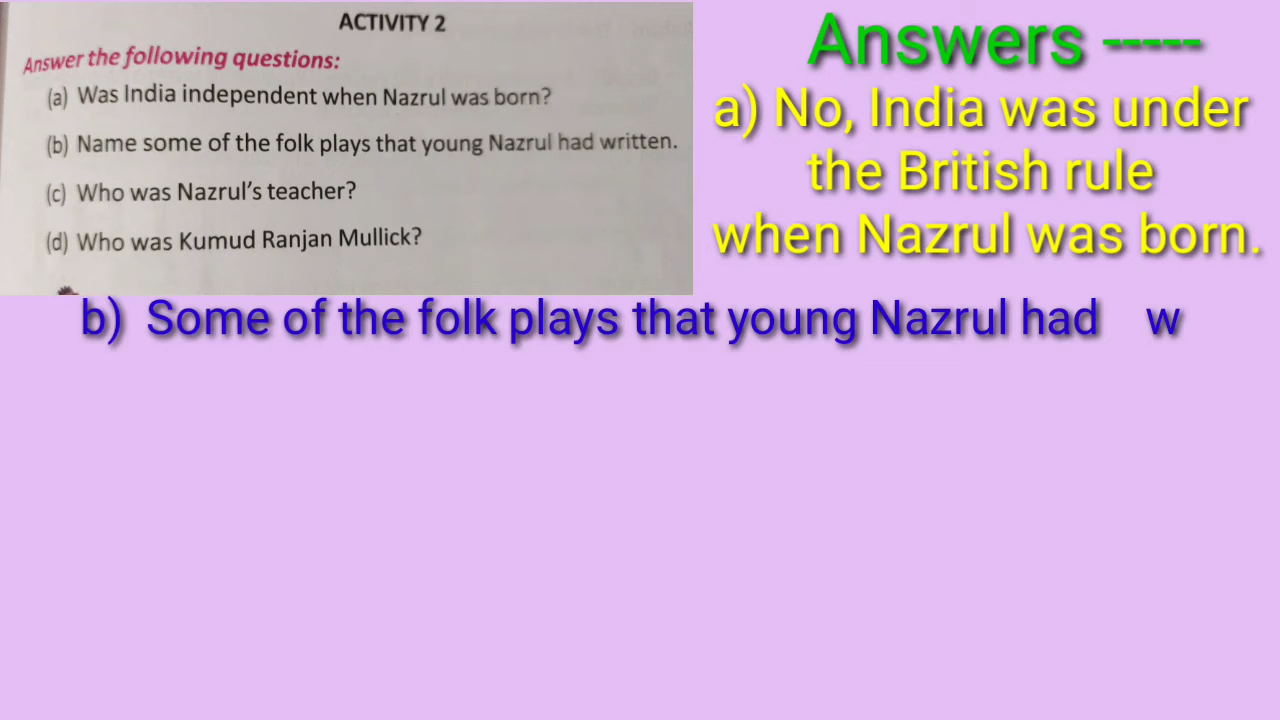 ACTIVITY 2
Answer the following questions:
(a) Was India independent when Nazrul was born?
(b) Name some of the folk plays that young Nazrul had written.
(c) Who was Nazrul's teacher?
(d) Who was Kumud Ranjan Mullick?
Answers -----
a) No, India was under
the British rule
when Nazrul was born.
b) Some of the folk plays that young Nazrul had w